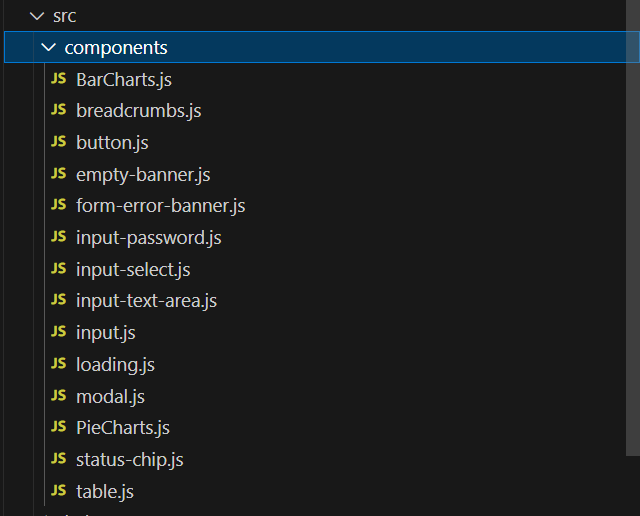 src
components
JS BarCharts.js
JS breadcrumbs.js
JS button.js
JS empty-banner.js
JS form-error-banner.js
JS input-password.js
JS input-select.js
JS input-text-area.js
JS input.js
JS loading.js
JS modal.js
JS PieCharts.js
JS status-chip.js
JS table.js